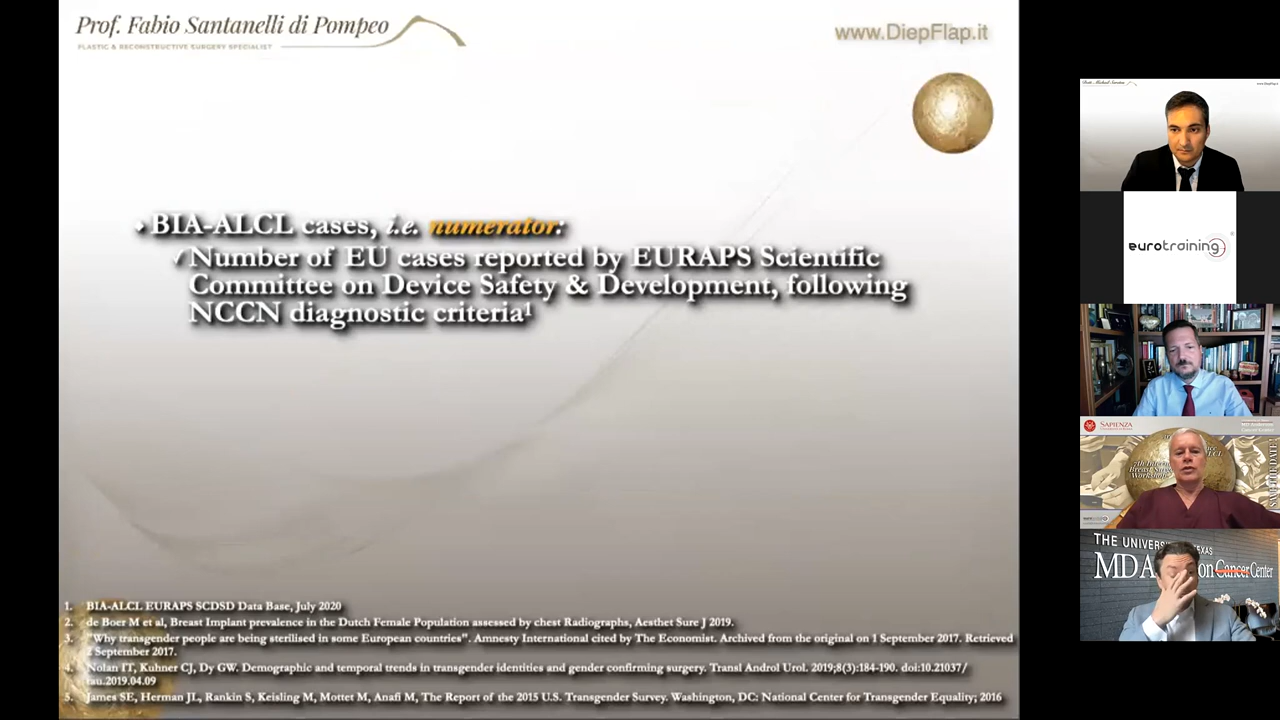 Prof. Fabio Santanelli di Pompeo
PLASTIC & RECONSTRUCTIVE SURGERY SPECIALIST
www.DiepFlap.it
BIA-ALCL cases, i.e. numerator:
✓Number of EU cases reported by EURAPS Scientific
Committee on Device Safety & Development, following
NCCN diagnostic criteria¹
1. BIA-ALCL EURAPS SCDSD Data Base, July 2020
2. de Boer M et al, Breast Implant prevalence in the Dutch Female Population assessed by chest Radiographs, Aesthet Sure J 2019.
3. "Why transgender people are being sterilised in some European countries". Amnesty International cited by The Economist. Archived from the original on 1 September 2017. Retrieved
2 September 2017.
4. Nolan IT, Kuhner CJ, Dy GW. Demographic and temporal trends in transgender identities and gender confirming surgery. Transl Androl Urol. 2019;8(3):184-190. doi:10.21037/
tau.2019.04.09
5. James SE, Herman JL, Rankin S, Keisling M, Mottet M, Anafi M, The Report of the 2015 U.S. Transgender Survey. Washington, DC: National Center for Transgender Equality; 2016
eurotraining
SAPIENZA
THE UNIVERS TEXAS
MD A on Cancer Center